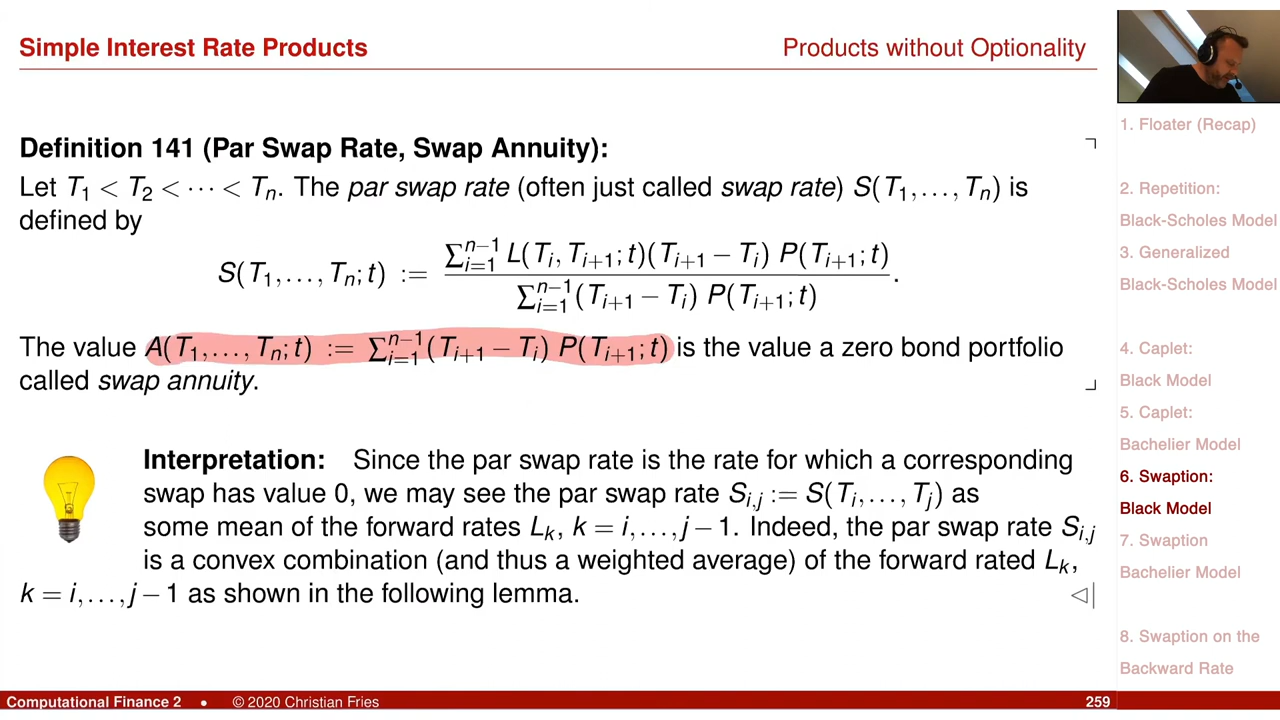 Simple Interest Rate Products
Products without Optionality
Definition 141 (Par Swap Rate, Swap Annuity):
Let T₁ < T₂ < ··· < Tₙ. The par swap rate (often just called swap rate) S(T₁,…,Tₙ) is
defined by
S(T₁,…,Tₙ;t) := ∑ᵢ₌₁ⁿ⁻¹ L(Tᵢ,Tᵢ₊₁;t)(Tᵢ₊₁ − Tᵢ) P(Tᵢ₊₁;t) / ∑ᵢ₌₁ⁿ⁻¹(Tᵢ₊₁ − Tᵢ) P(Tᵢ₊₁;t).
The value A(T₁,…,Tₙ;t) := ∑ᵢ₌₁ⁿ⁻¹(Tᵢ₊₁ − Tᵢ) P(Tᵢ₊₁;t) is the value a zero bond portfolio
called swap annuity.
Interpretation: Since the par swap rate is the rate for which a corresponding
swap has value 0, we may see the par swap rate Sᵢ,ⱼ := S(Tᵢ,…,Tⱼ) as
some mean of the forward rates Lₖ, k = i,…,j − 1. Indeed, the par swap rate Sᵢ,ⱼ
is a convex combination (and thus a weighted average) of the forward rated Lₖ,
k = i,…,j − 1 as shown in the following lemma.
1. Floater (Recap)
2. Repetition:
Black-Scholes Model
3. Generalized
Black-Scholes Model
4. Caplet:
Black Model
5. Caplet:
Bachelier Model
6. Swaption:
Black Model
7. Swaption
Bachelier Model
8. Swaption on the
Backward Rate
Computational Finance 2 • © 2020 Christian Fries
259